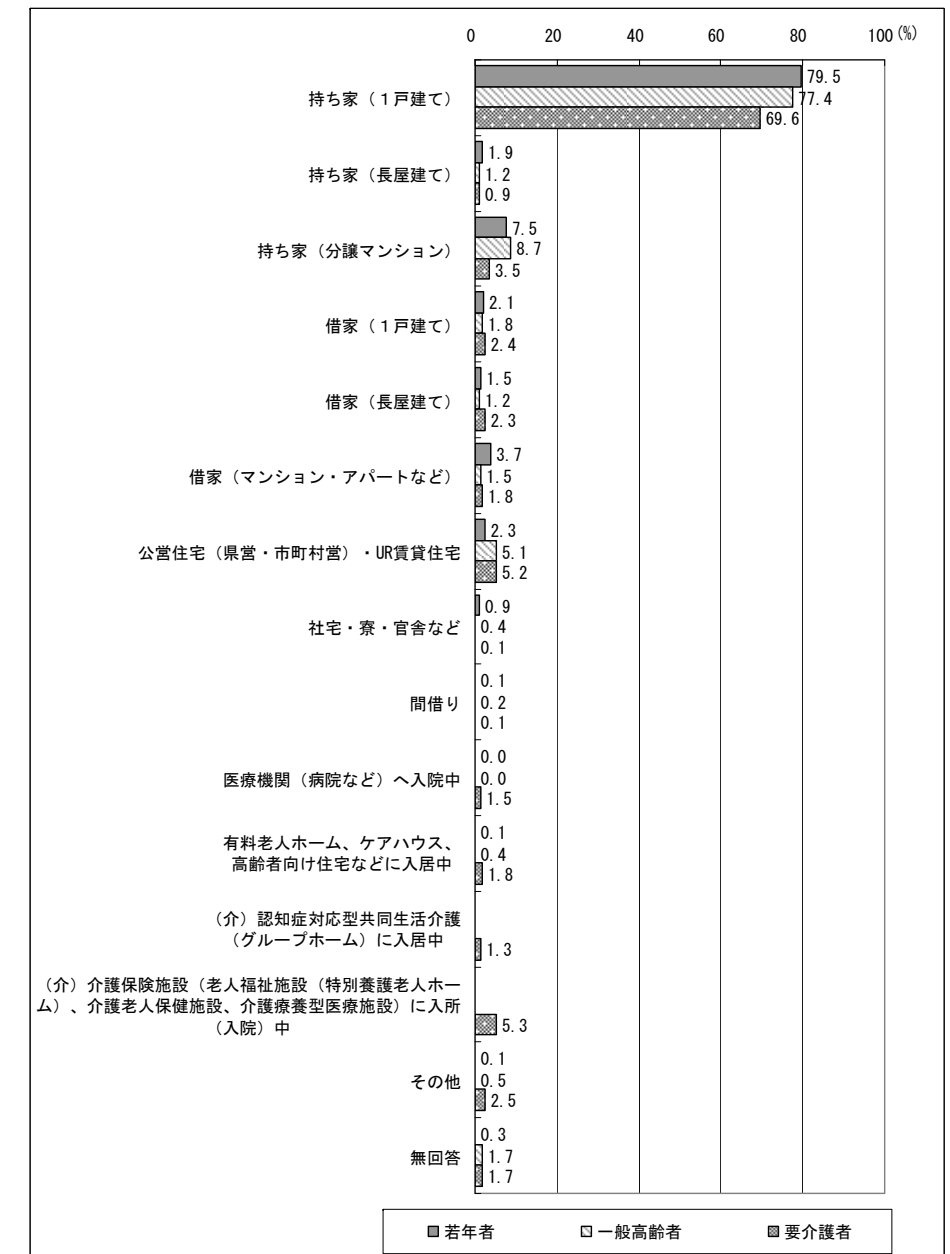 0 20 40 60 80 100 (%)
持ち家（１戸建て）
79.5
77.4
69.6
持ち家（長屋建て）
1.9
1.2
0.9
持ち家（分譲マンション）
7.5
8.7
3.5
借家（１戸建て）
2.1
1.8
2.4
借家（長屋建て）
1.5
1.2
2.3
借家（マンション・アパートなど）
3.7
1.5
1.8
公営住宅（県営・市町村営）・UR賃貸住宅
2.3
5.1
5.2
社宅・寮・官舎など
0.9
0.4
0.1
間借り
0.1
0.2
0.1
医療機関（病院など）へ入院中
0.0
0.0
1.5
有料老人ホーム、ケアハウス、
高齢者向け住宅などに入居中
0.1
0.4
1.8
（介）認知症対応型共同生活介護
（グループホーム）に入居中
1.3
（介）介護保険施設（老人福祉施設（特別養護老人ホー
ム）、介護老人保健施設、介護療養型医療施設）に入所
（入院）中
5.3
その他
0.1
0.5
2.5
無回答
0.3
1.7
1.7
若年者 一般高齢者 要介護者